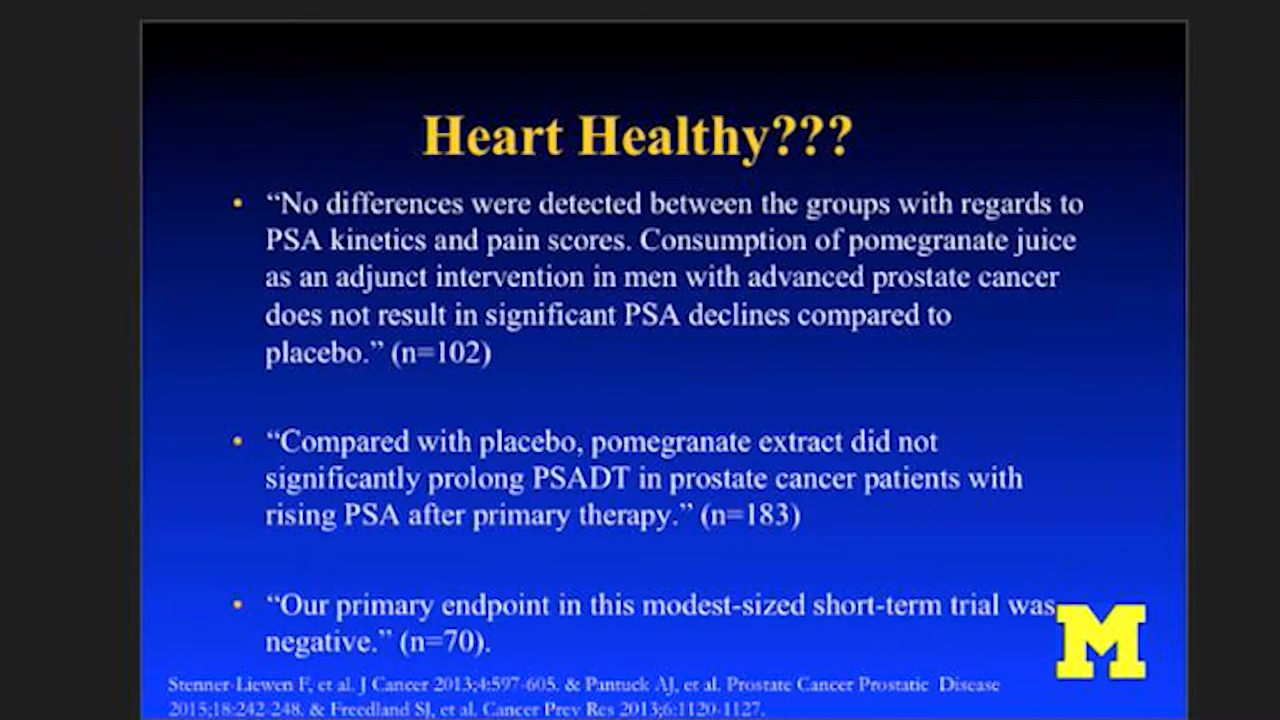 Heart Healthy???
• “No differences were detected between the groups with regards to
PSA kinetics and pain scores. Consumption of pomegranate juice
as an adjunct intervention in men with advanced prostate cancer
does not result in significant PSA declines compared to
placebo.” (n=102)
• “Compared with placebo, pomegranate extract did not
significantly prolong PSADT in prostate cancer patients with
rising PSA after primary therapy.” (n=183)
• “Our primary endpoint in this modest-sized short-term trial was
negative.” (n=70).
M
Stenner-Liewen F, et al. J Cancer 2013;4:597-605. & Pantuck AJ, et al. Prostate Cancer Prostatic Disease
2015;18:242-248. & Freedland SJ, et al. Cancer Prev Res 2013;6:1120-1127.